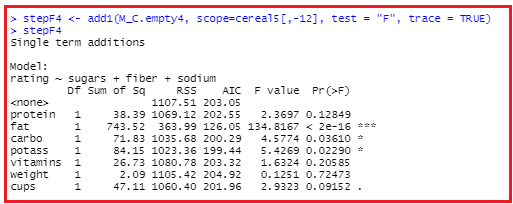 > stepF4 <- add1(M_C.empty4, scope=cereal5[,-12], test = "F", trace = TRUE)
> stepF4
Single term additions

Model:
rating ~ sugars + fiber + sodium
         Df Sum of Sq     RSS    AIC  F value  Pr(>F)
<none>                1107.51 203.05
protein   1     38.39 1069.12 202.55   2.3697 0.12849
fat       1    743.52  363.99 126.05 134.8167 < 2e-16 ***
carbo     1     71.83 1035.68 200.29   4.5774 0.03610 *
potass    1     84.15 1023.36 199.44   5.4269 0.02290 *
vitamins  1     26.73 1080.78 203.32   1.6324 0.20585
weight    1      2.09 1105.42 204.92   0.1251 0.72473
cups      1     47.11 1060.40 201.96   2.9323 0.09152 .